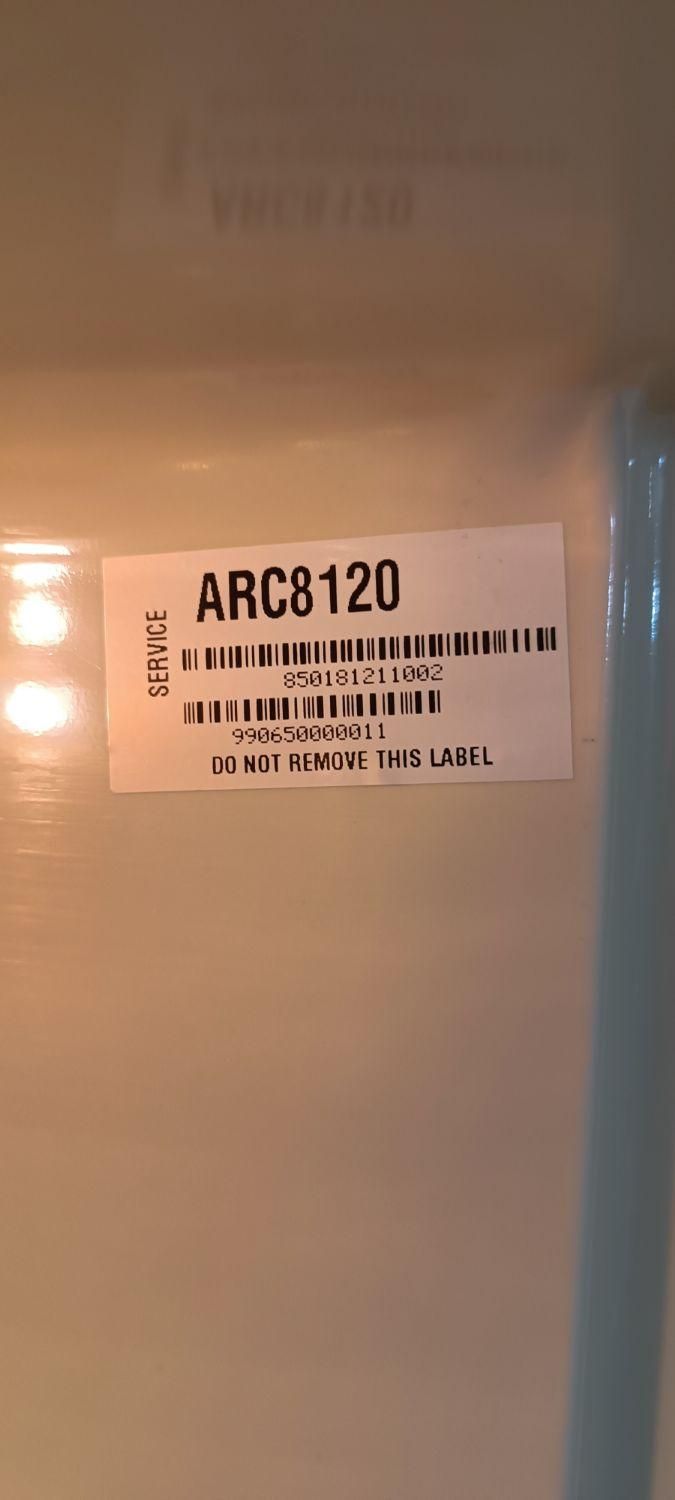 ARC8120
SERVICE
850181211002
990650000011
DO NOT REMOVE THIS LABEL